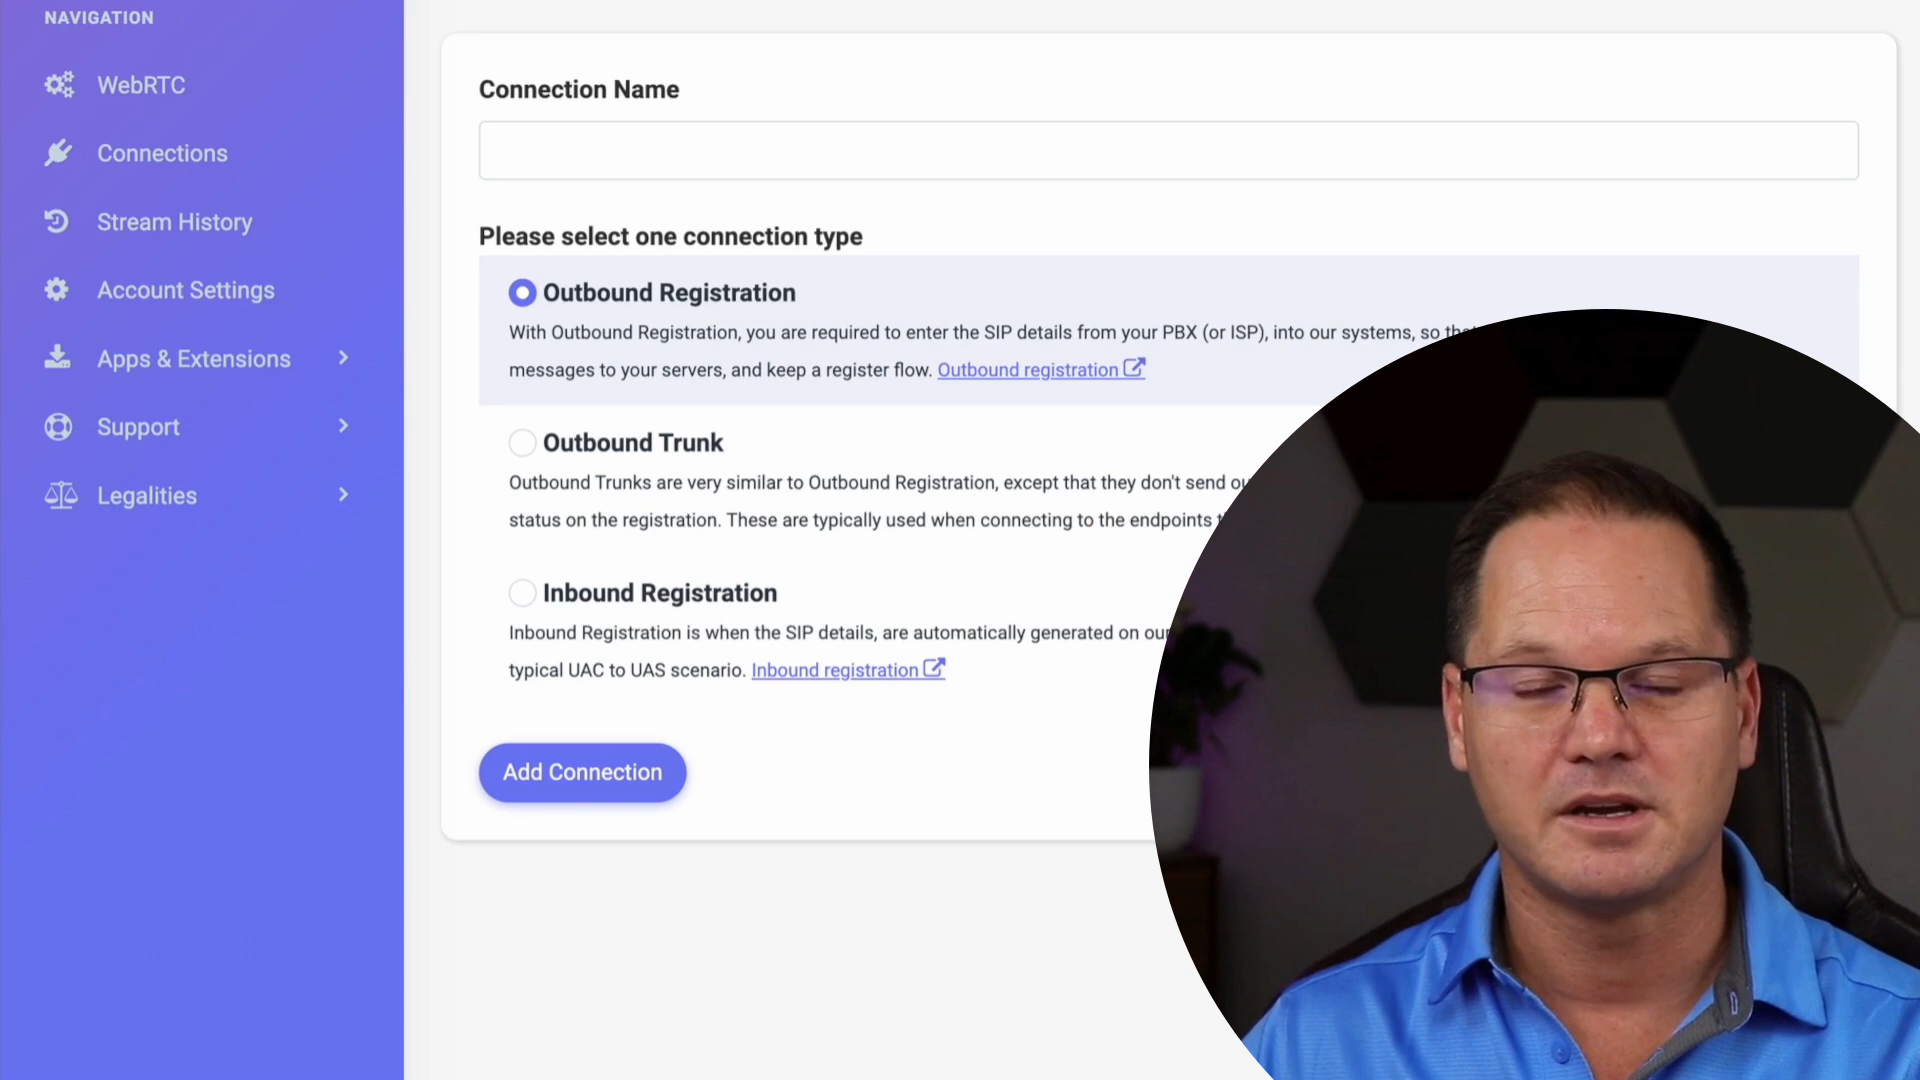 NAVIGATION
WebRTC
Connections
Stream History
Account Settings
Apps & Extensions
Support
Legalities
Connection Name
Please select one connection type
Outbound Registration
With Outbound Registration, you are required to enter the SIP details from your PBX (or ISP), into our systems, so
messages to your servers, and keep a register flow. Outbound registration
Outbound Trunk
Outbound Trunks are very similar to Outbound Registration, except that they don't send
status on the registration. These are typically used when connecting to the endpoints
Inbound Registration
Inbound Registration is when the SIP details, are automatically generated on our
typical UAC to UAS scenario. Inbound registration
Add Connection